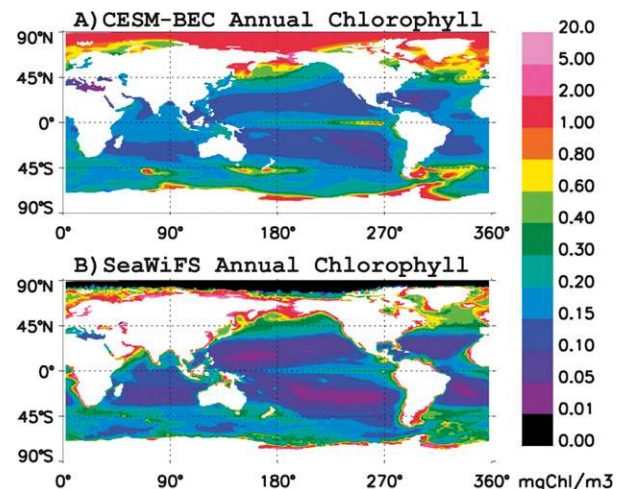 A)CESM-BEC Annual Chlorophyll
90°N
45°N
0°
45°S
90°S
0° 90° 180° 270° 360°
B)SeaWiFS Annual Chlorophyll
90°N
45°N
0°
45°S
90°S
0° 90° 180° 270° 360°
20.0
5.00
2.00
1.00
0.80
0.60
0.40
0.30
0.20
0.15
0.10
0.05
0.01
0.00
mgChl/m3